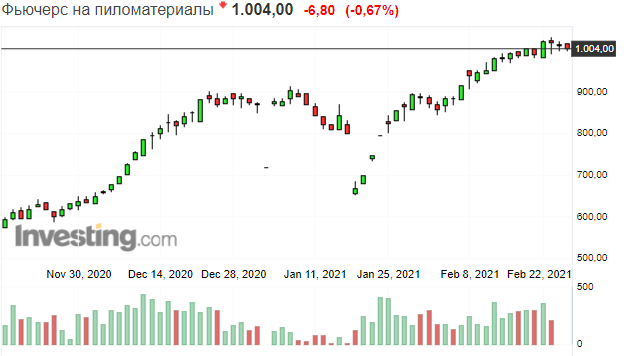 Фьючерс на пиломатериалы 1.004,00 -6,80 (-0,67%)
1.004,00
900.00
800.00
700.00
600.00
500.00
Investing.com
Nov 30, 2020 Dec 14, 2020 Dec 28, 2020 Jan 11, 2021 Jan 25, 2021 Feb 8, 2021 Feb 22, 2021
500
0